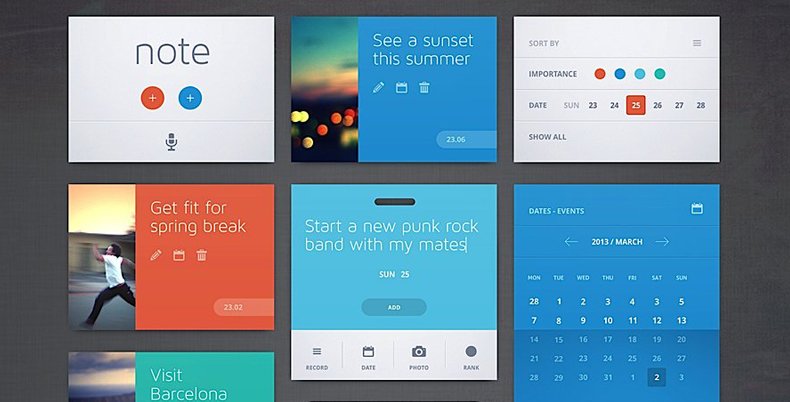 note
+ +
See a sunset
this summer
23.06
SORT BY
IMPORTANCE
DATE SUN 23 24 25 26 27 28
SHOW ALL
Get fit for
spring break
23.02
Start a new punk rock
band with my mates
SUN 25
ADD
RECORD DATE PHOTO RANK
DATES - EVENTS
2013 / MARCH
MON TUE WED THU FRI SAT SUN
28 1 2 3 4 3 5
7 8 9 10 11 12 13
14 15 16 17 18 19 20
21 22 23 24 25 26 27
28 29 30 31 1 2 3
Visit
Barcelona